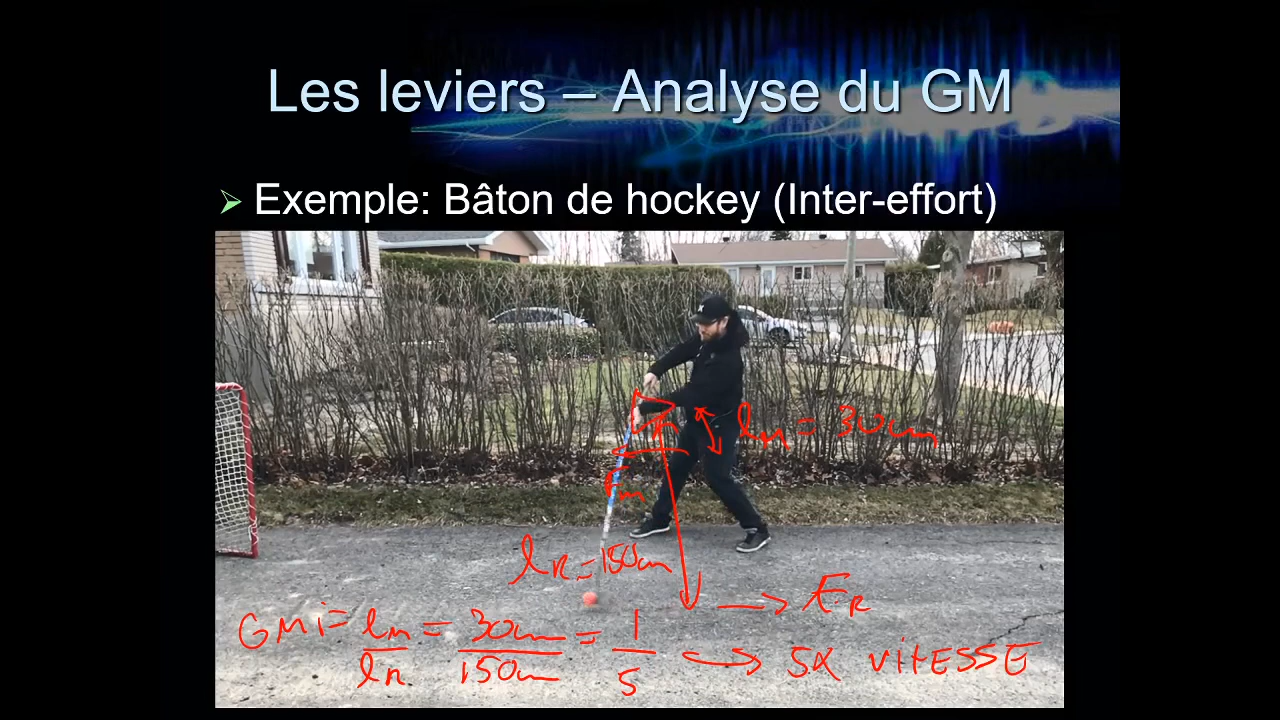 Les leviers – Analyse du GM
Exemple: Bâton de hockey (Inter-effort)
lM = 30cm
Fm
lR = 150cm
FR
GMi = lM/lR = 30cm/150cm = 1/5 → 5x VITESSE